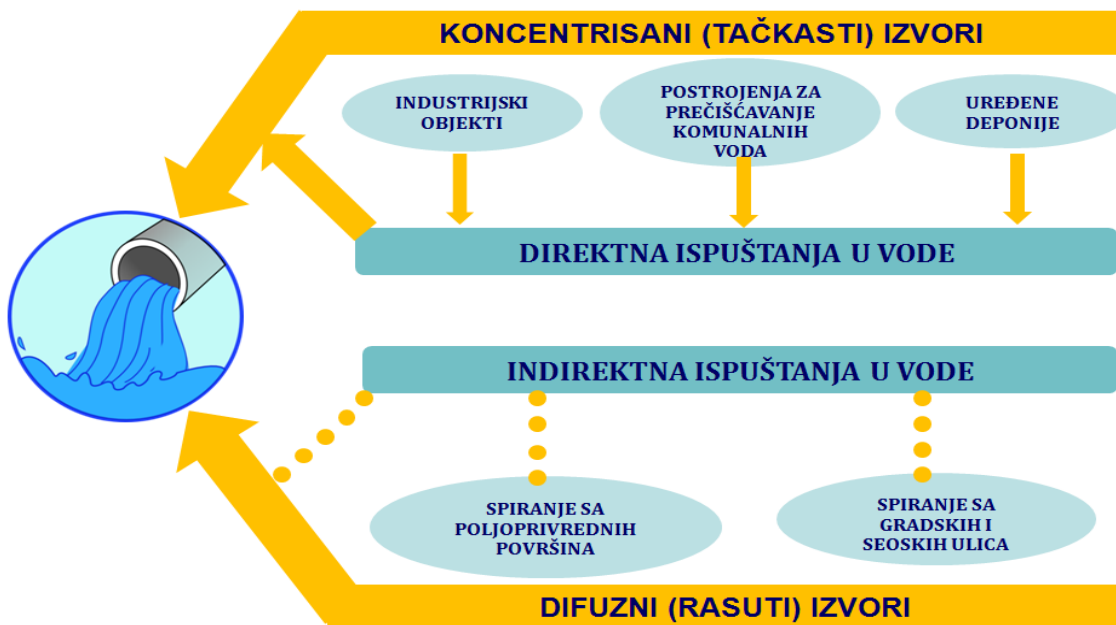 KONCENTRISANI (TAČKASTI) IZVORI
INDUSTRIJSKI
OBJEKTI
POSTROJENJA ZA
PREČIŠĆAVANJE
KOMUNALNIH
VODA
UREĐENE
DEPONIJE
DIREKTNA ISPUŠTANJA U VODE
INDIREKTNA ISPUŠTANJA U VODE
SPIRANJE SA
POLJOPRIVREDNIH
POVRŠINA
SPIRANJE SA
GRADSKIH I
SEOSKIH ULICA
DIFUZNI (RASUTI) IZVORI